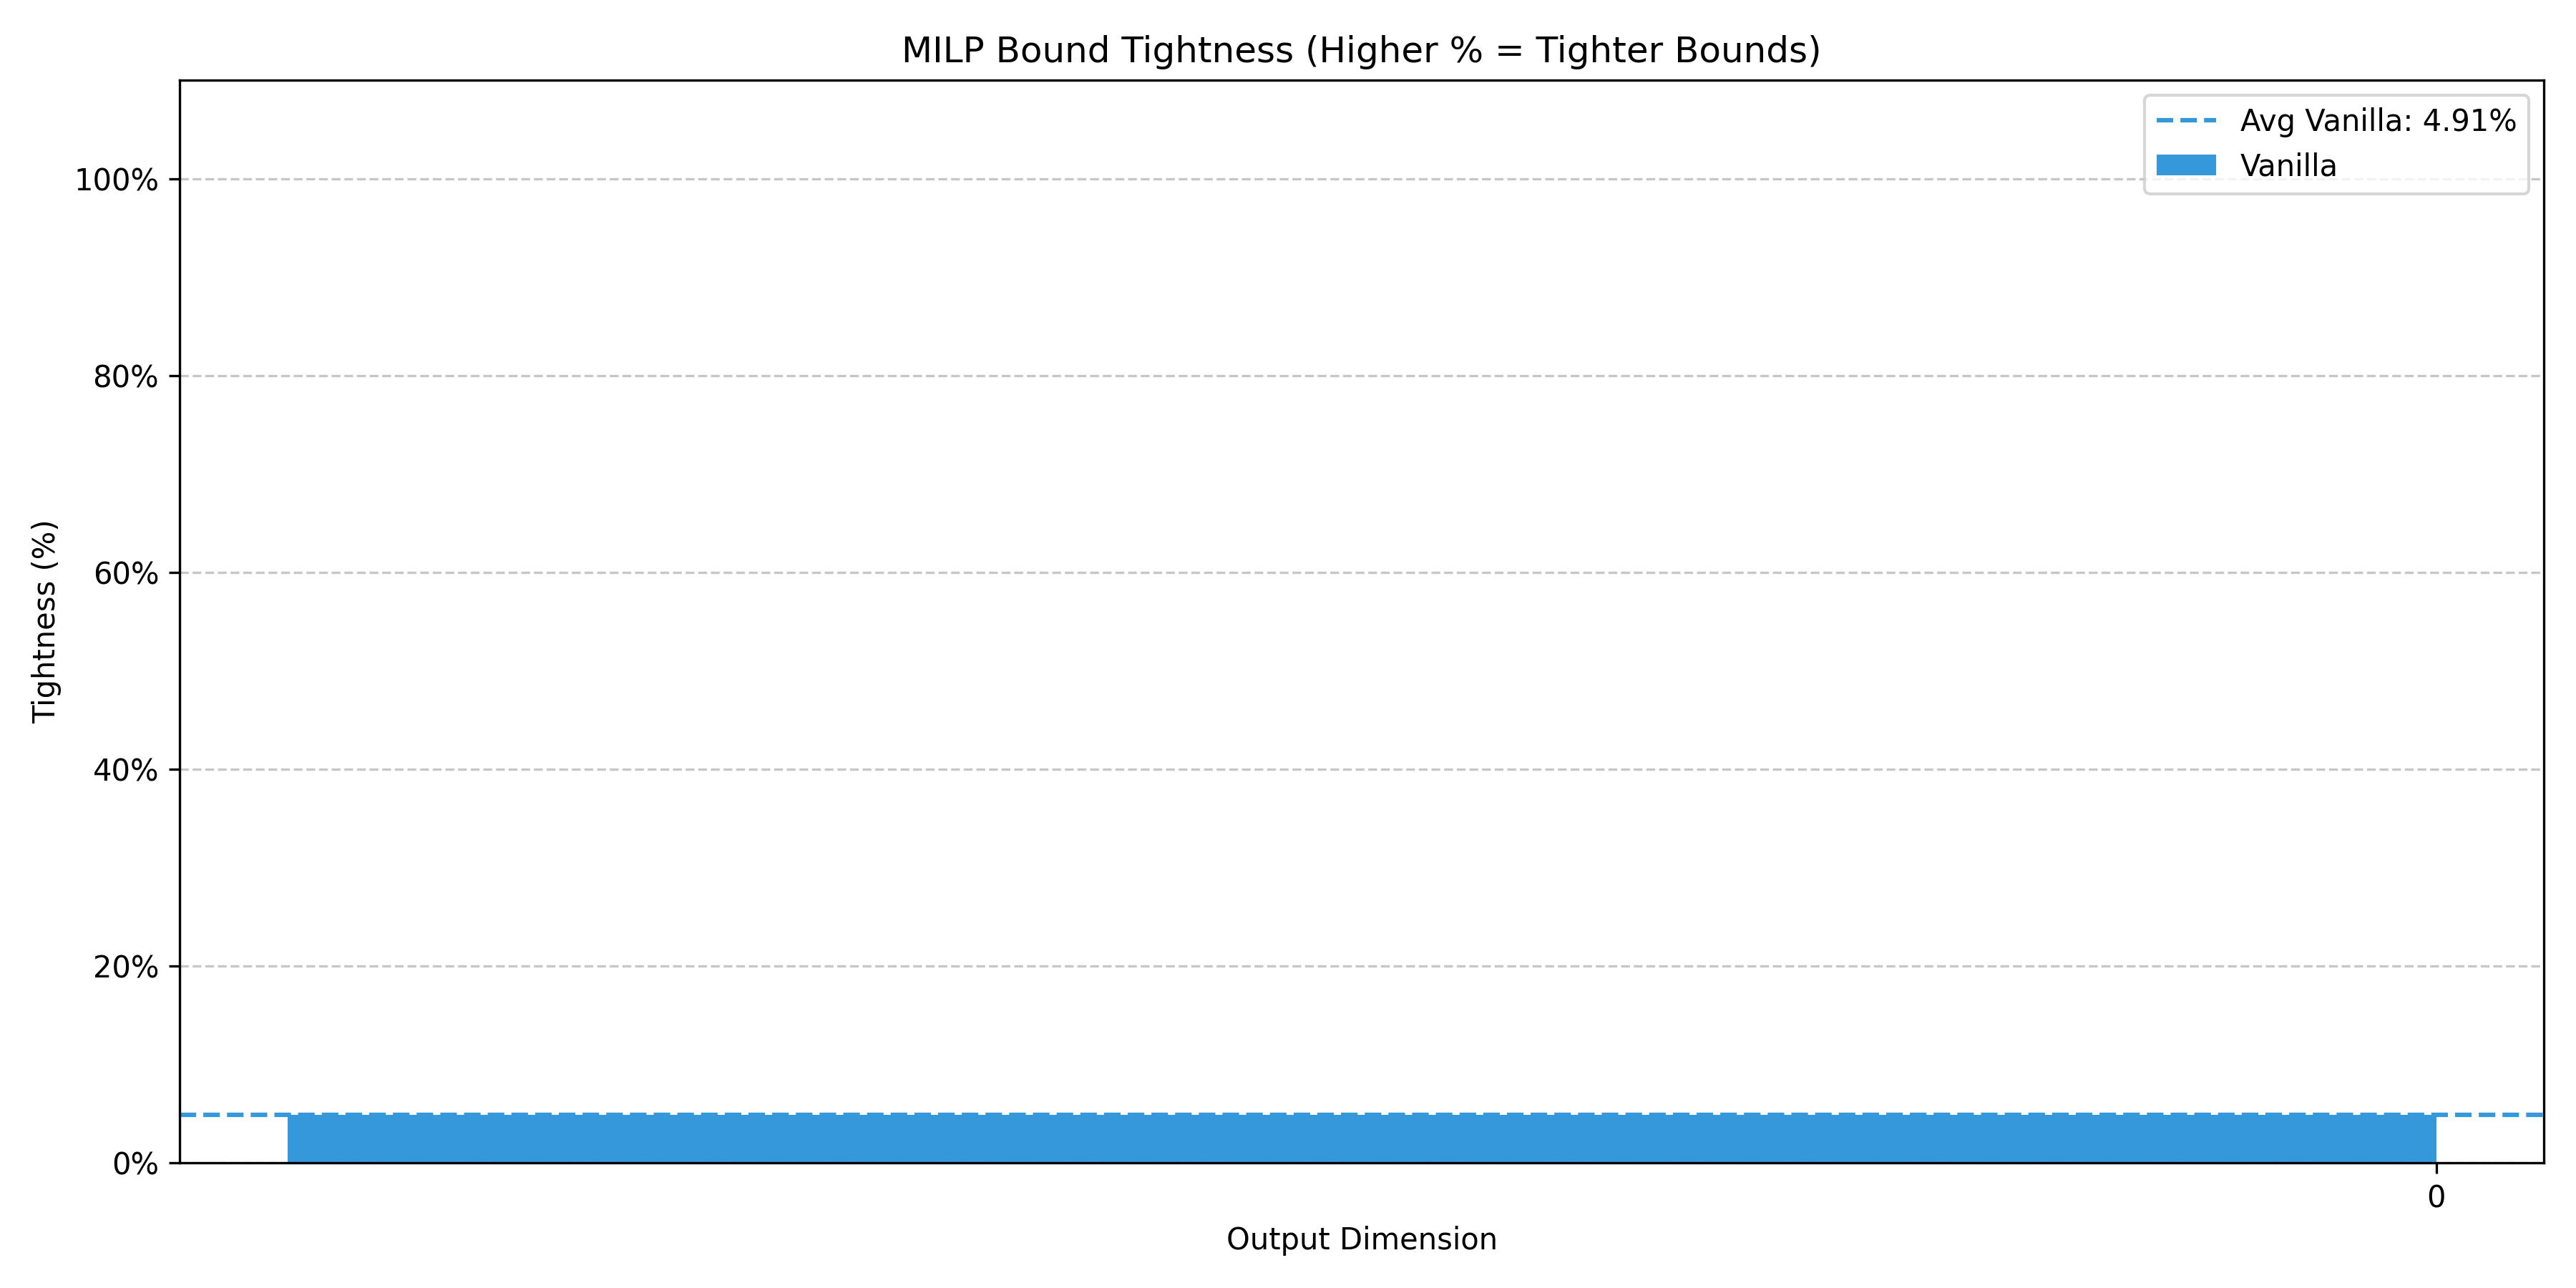 MILP Bound Tightness (Higher % = Tighter Bounds)
Avg Vanilla: 4.91%
Vanilla
100%
80%
60%
40%
20%
0%
Tightness (%)
0
Output Dimension